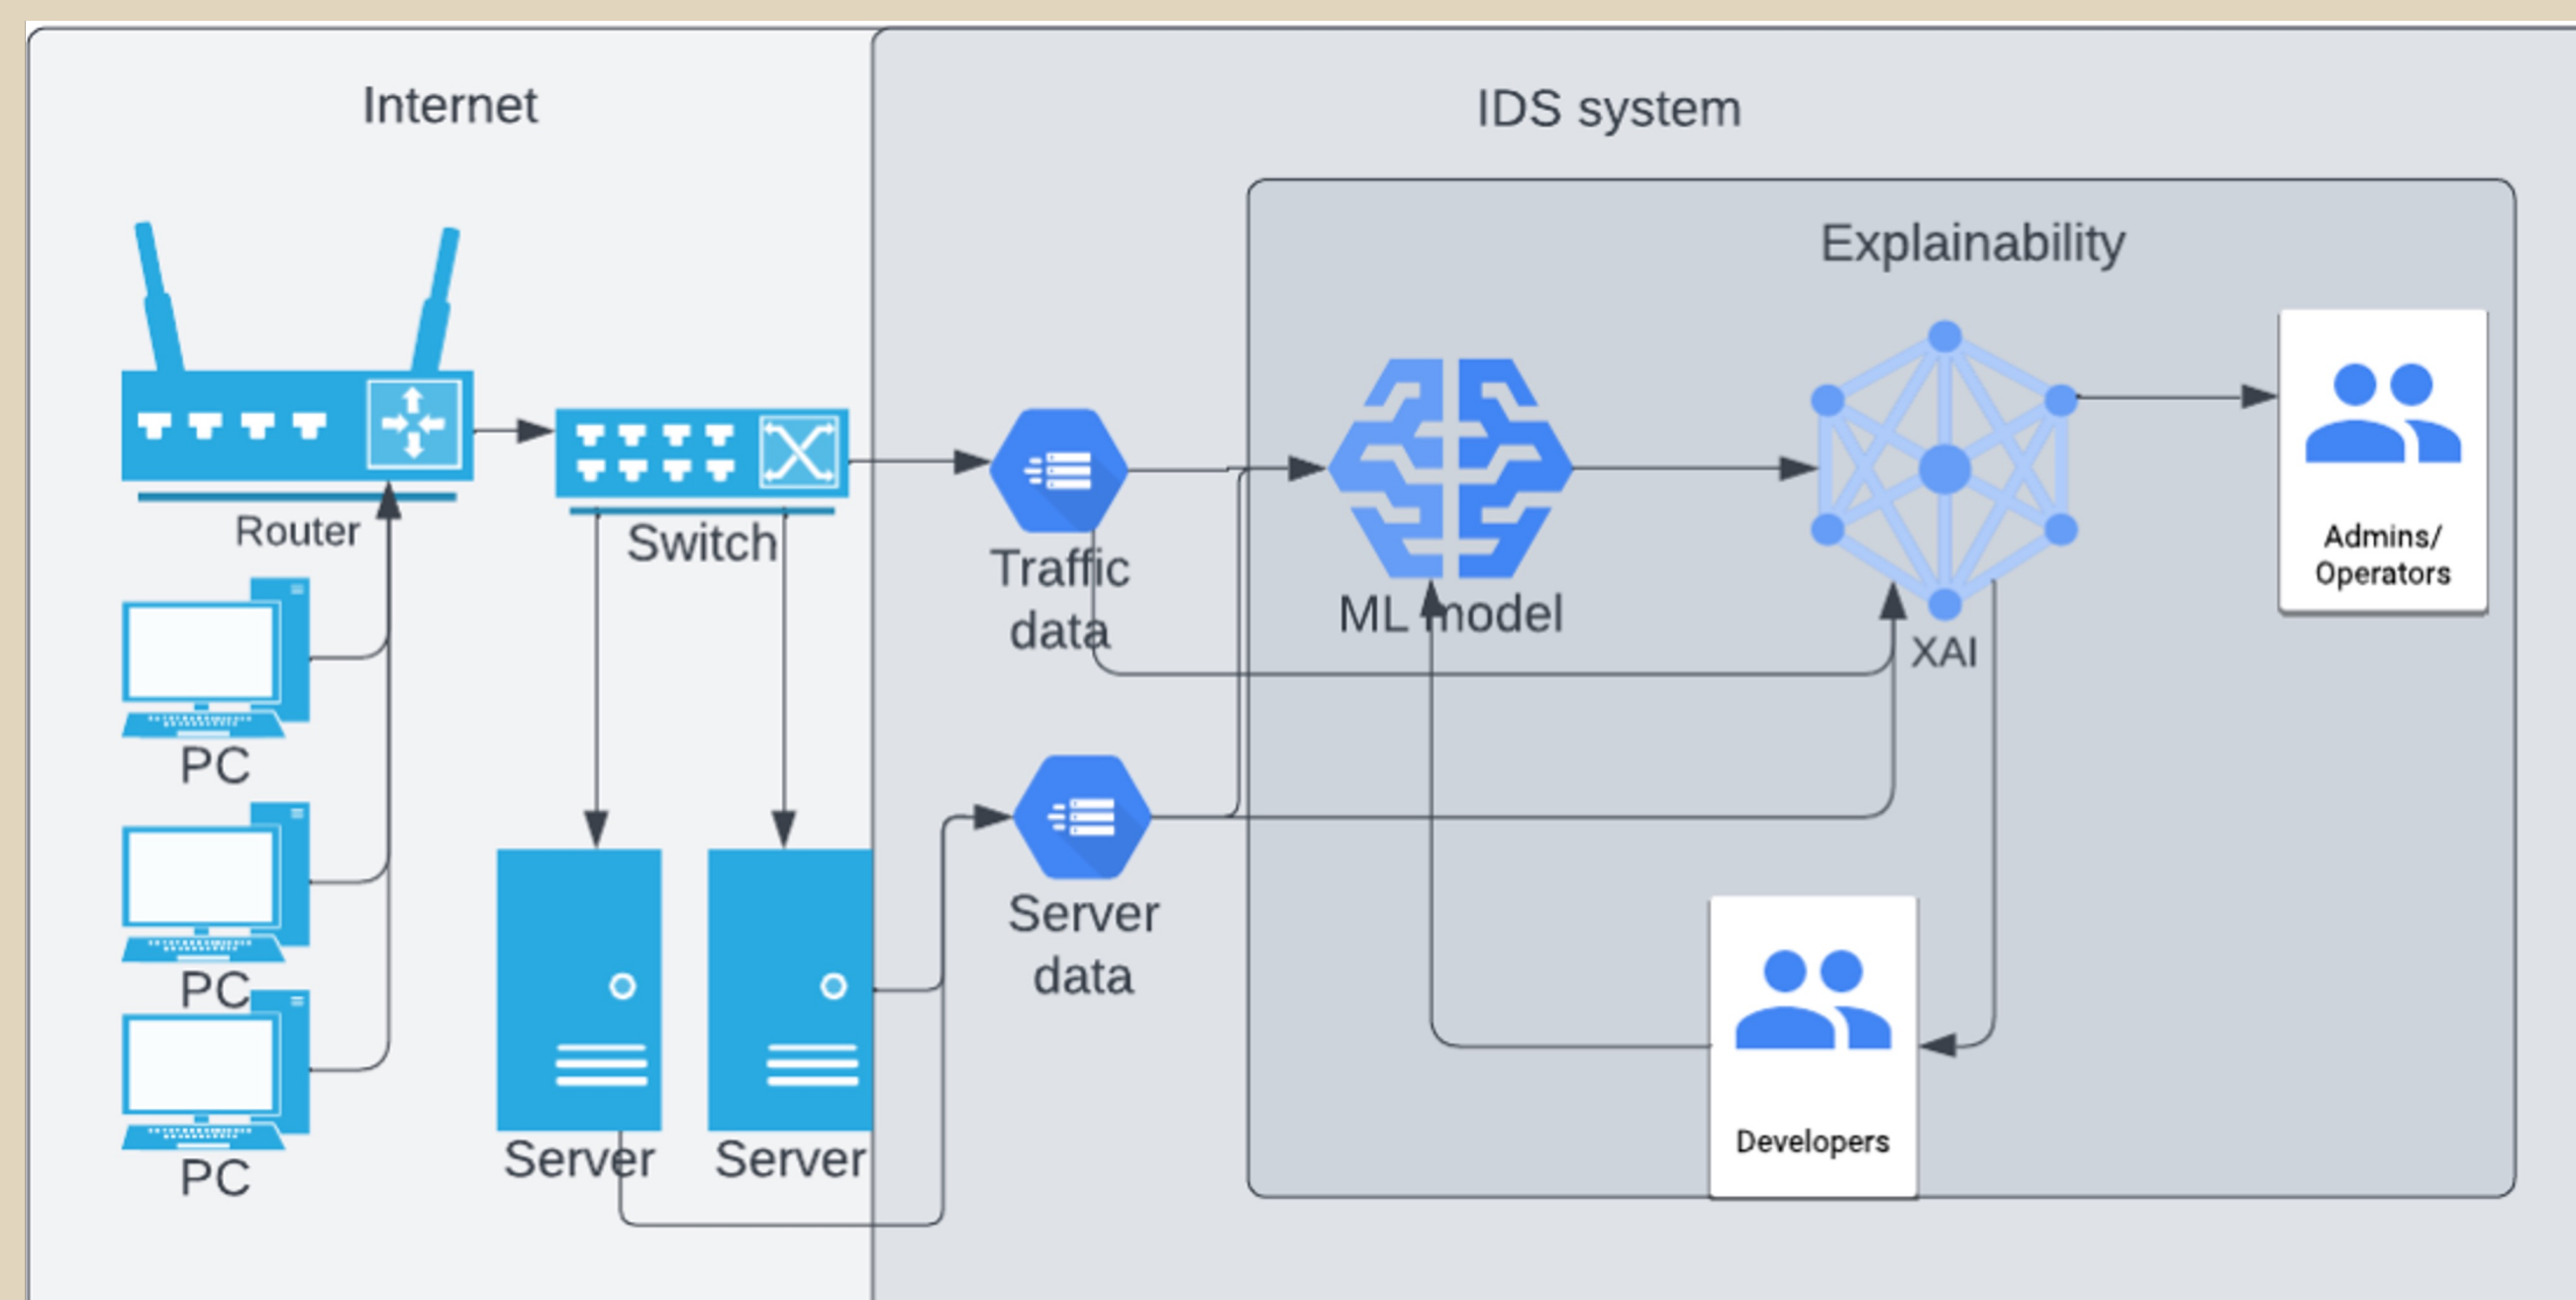 Internet
IDS system
Explainability
Router
Switch
Traffic
data
ML model
XAI
Admins/
Operators
PC
PC
PC
Server
Server
Server
data
Developers